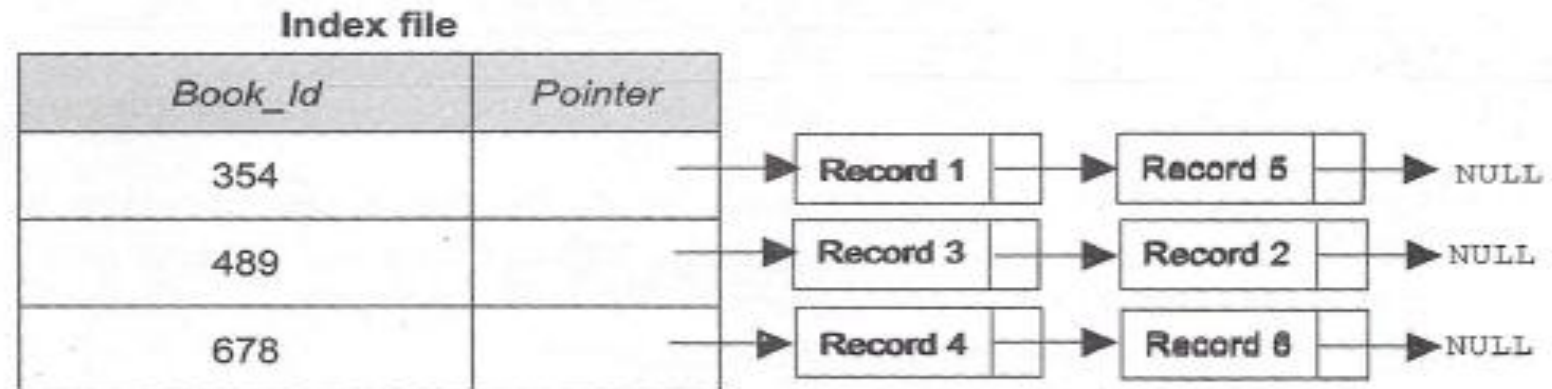 Index file
Book_Id Pointer
354 Record 1 Record 5 NULL
489 Record 3 Record 2 NULL
678 Record 4 Record 6 NULL